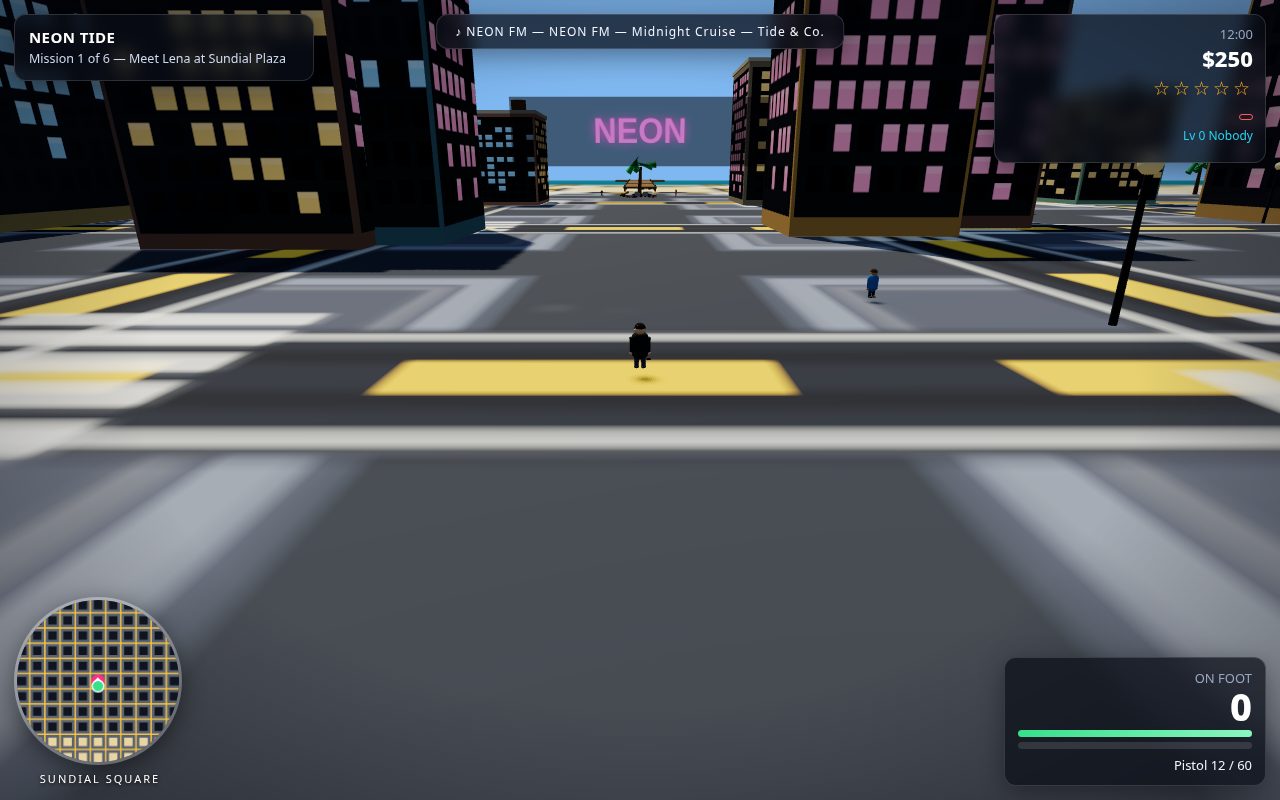 NEON TIDE
Mission 1 of 6 — Meet Lena at Sundial Plaza
♪ NEON FM — NEON FM — Midnight Cruise — Tide & Co.
12:00
$250
☆☆☆☆☆
Lv 0 Nobody
NEON
SUNDIAL SQUARE
ON FOOT
0
Pistol 12 / 60